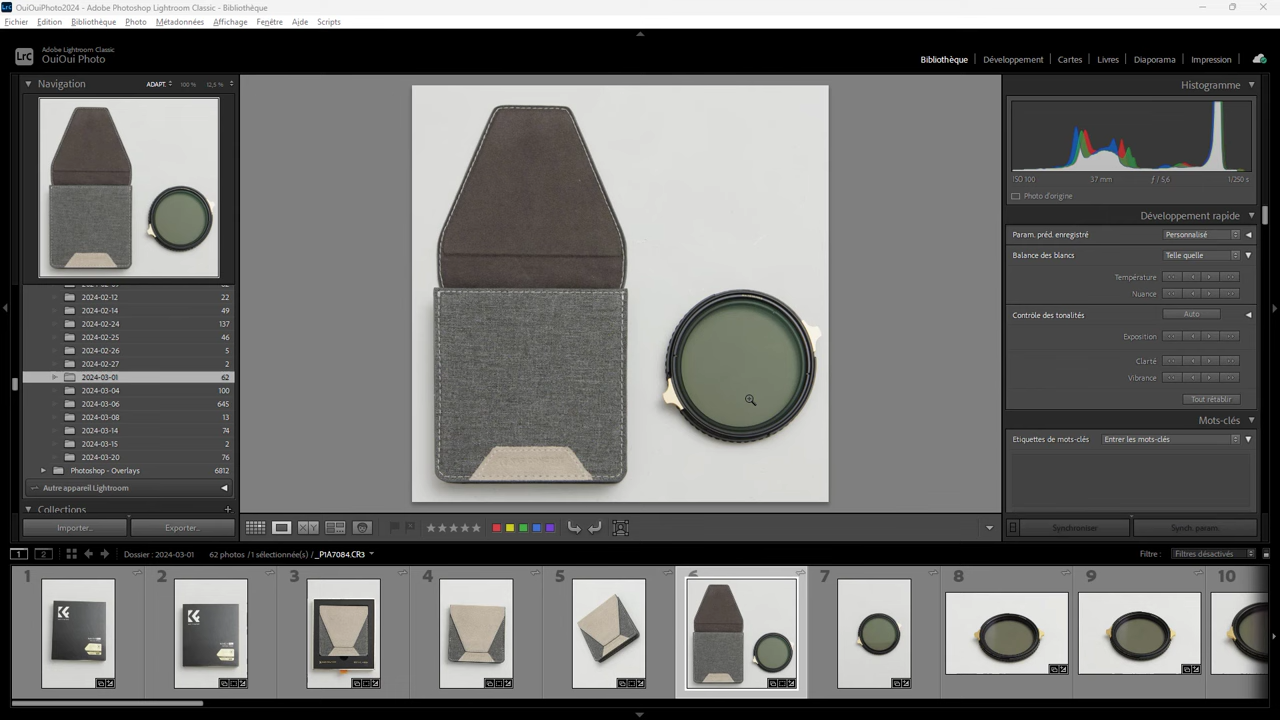 OuiOuiPhoto2024 - Adobe Photoshop Lightroom Classic - Bibliothèque
Fichier Édition Bibliothèque Photo Métadonnées Affichage Fenêtre Aide Scripts
Adobe Lightroom Classic
OuiOui Photo
Lrc
Bibliothèque | Développement | Cartes | Livres | Diaporama | Impression |
Navigation ADAPT. 100 % 12,5 %
2024-02-12 22
2024-02-14 49
2024-02-24 137
2024-02-25 46
2024-02-26 5
2024-02-27 2
2024-03-01 62
2024-03-04 100
2024-03-06 645
2024-03-08 13
2024-03-14 74
2024-03-15 2
2024-03-20 76
Photoshop - Overlays 6812
Autre appareil Lightroom
Collections +
Importer... Exporter...
Histogramme
ISO 100 37 mm ƒ / 5,6 1/250 s
Photo d'origine
Développement rapide
Param. préd. enregistré Personnalisé
Balance des blancs Telle quelle
Température
Nuance
Contrôle des tonalités Auto
Exposition
Clarté
Vibrance
Tout rétablir
Mots-clés
Etiquettes de mots-clés Entrer les mots-clés
Synchroniser Synch. param.
XY
1 2 Dossier : 2024-03-01 62 photos / 1 sélectionnée(s) / _P1A7084.CR3 Filtre : Filtres désactivés
1 2 3 4 5 6 7 8 9 10